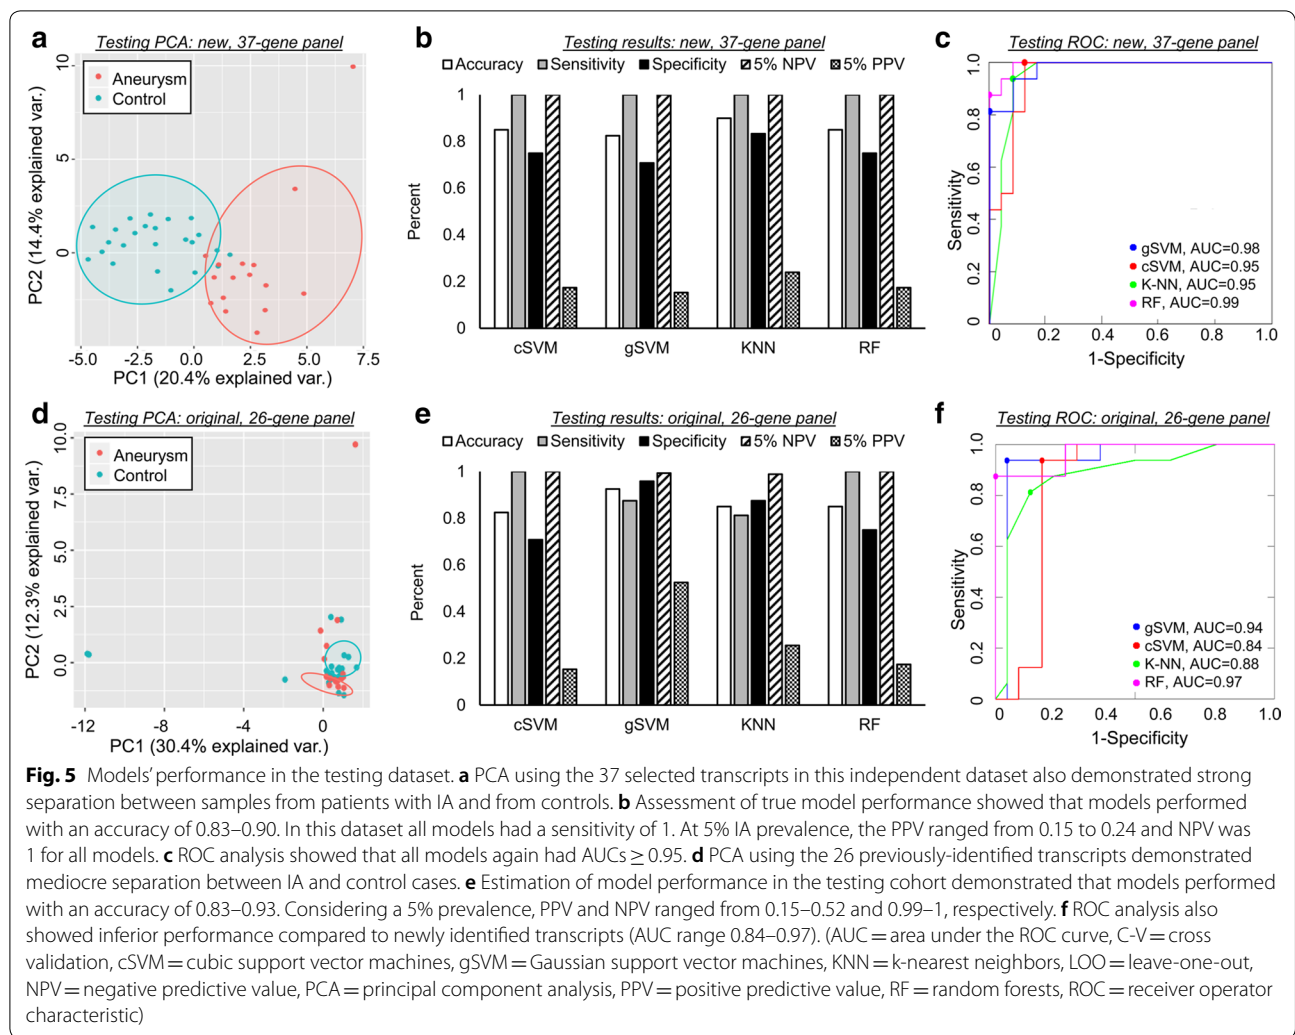 a Testing PCA: new, 37-gene panel
10
5
0
PC2 (14.4% explained var.)
Aneurysm
Control
-5.0 -2.5 0.0 2.5 5.0 7.5
PC1 (20.4% explained var.)
b Testing results: new, 37-gene panel
Accuracy Sensitivity Specificity 5% NPV 5% PPV
1
0.8
0.6
0.4
0.2
0
Percent
cSVM gSVM KNN RF
c Testing ROC: new, 37-gene panel
1.0
0.8
0.6
0.4
0.2
0
Sensitivity
gSVM, AUC=0.98
cSVM, AUC=0.95
K-NN, AUC=0.95
RF, AUC=0.99
0 0.2 0.4 0.6 0.8 1.0
1-Specificity
d Testing PCA: original, 26-gene panel
10.0
7.5
5.0
2.5
0.0
PC2 (12.3% explained var.)
Aneurysm
Control
-12 -8 -4 0
PC1 (30.4% explained var.)
e Testing results: original, 26-gene panel
Accuracy Sensitivity Specificity 5% NPV 5% PPV
1
0.8
0.6
0.4
0.2
0
Percent
cSVM gSVM KNN RF
f Testing ROC: original, 26-gene panel
1.0
0.8
0.6
0.4
0.2
0
Sensitivity
gSVM, AUC=0.94
cSVM, AUC=0.84
K-NN, AUC=0.88
RF, AUC=0.97
0 0.2 0.4 0.6 0.8 1.0
1-Specificity
Fig. 5 Models' performance in the testing dataset. a PCA using the 37 selected transcripts in this independent dataset also demonstrated strong
separation between samples from patients with IA and from controls. b Assessment of true model performance showed that models performed
with an accuracy of 0.83–0.90. In this dataset all models had a sensitivity of 1. At 5% IA prevalence, the PPV ranged from 0.15 to 0.24 and NPV was
1 for all models. c ROC analysis showed that all models again had AUCs ≥ 0.95. d PCA using the 26 previously-identified transcripts demonstrated
mediocre separation between IA and control cases. e Estimation of model performance in the testing cohort demonstrated that models performed
with an accuracy of 0.83–0.93. Considering a 5% prevalence, PPV and NPV ranged from 0.15–0.52 and 0.99–1, respectively. f ROC analysis also
showed inferior performance compared to newly identified transcripts (AUC range 0.84–0.97). (AUC = area under the ROC curve, C-V = cross
validation, cSVM = cubic support vector machines, gSVM = Gaussian support vector machines, KNN = k-nearest neighbors, LOO = leave-one-out,
NPV = negative predictive value, PCA = principal component analysis, PPV = positive predictive value, RF = random forests, ROC = receiver operator
characteristic)